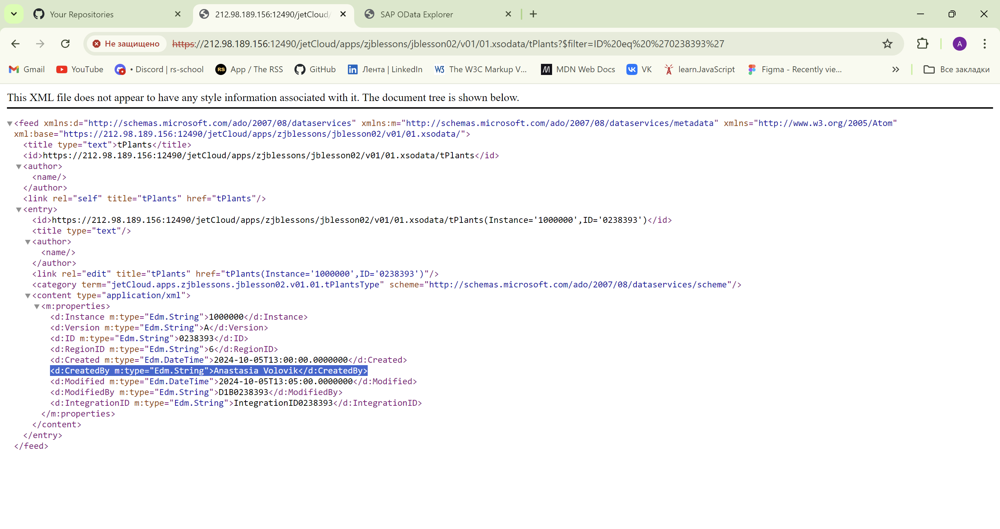 Your Repositories
212.98.189.156:12490/jetCloud/
SAP OData Explorer
Не защищено
https://212.98.189.156:12490/jetCloud/apps/zjblessons/jblesson02/v01/01.xsodata/tPlants?$filter=ID%20eq%20%270238393%27
A
Gmail
YouTube
• Discord | rs-school
RS
App / The RSS
GitHub
in
Лента | LinkedIn
W3
The W3C Markup V...
M
MDN Web Docs
VK
learn.JavaScript
Figma - Recently vie...
Все закладки
This XML file does not appear to have any style information associated with it. The document tree is shown below.
<feed xmlns:d="http://schemas.microsoft.com/ado/2007/08/dataservices" xmlns:m="http://schemas.microsoft.com/ado/2007/08/dataservices/metadata" xmlns="http://www.w3.org/2005/Atom"
xml:base="https://212.98.189.156:12490/jetCloud/apps/zjblessons/jblesson02/v01/01.xsodata/">
<title type="text">tPlants</title>
<id>https://212.98.189.156:12490/jetCloud/apps/zjblessons/jblesson02/v01/01.xsodata/tPlants</id>
<author>
<name/>
</author>
<link rel="self" title="tPlants" href="tPlants"/>
<entry>
<id>https://212.98.189.156:12490/jetCloud/apps/zjblessons/jblesson02/v01/01.xsodata/tPlants(Instance='1000000',ID='0238393')</id>
<title type="text"/>
<author>
<name/>
</author>
<link rel="edit" title="tPlants" href="tPlants(Instance='1000000',ID='0238393')"/>
<category term="jetCloud.apps.zjblessons.jblesson02.v01.01.tPlantsType" scheme="http://schemas.microsoft.com/ado/2007/08/dataservices/scheme"/>
<content type="application/xml">
<m:properties>
<d:Instance m:type="Edm.String">1000000</d:Instance>
<d:Version m:type="Edm.String">A</d:Version>
<d:ID m:type="Edm.String">0238393</d:ID>
<d:RegionID m:type="Edm.String">6</d:RegionID>
<d:Created m:type="Edm.DateTime">2024-10-05T13:00:00.0000000</d:Created>
<d:CreatedBy m:type="Edm.String">Anastasia Volovik</d:CreatedBy>
<d:Modified m:type="Edm.DateTime">2024-10-05T13:05:00.0000000</d:Modified>
<d:ModifiedBy m:type="Edm.String">D1B0238393</d:ModifiedBy>
<d:IntegrationID m:type="Edm.String">IntegrationID0238393</d:IntegrationID>
</m:properties>
</content>
</entry>
</feed>